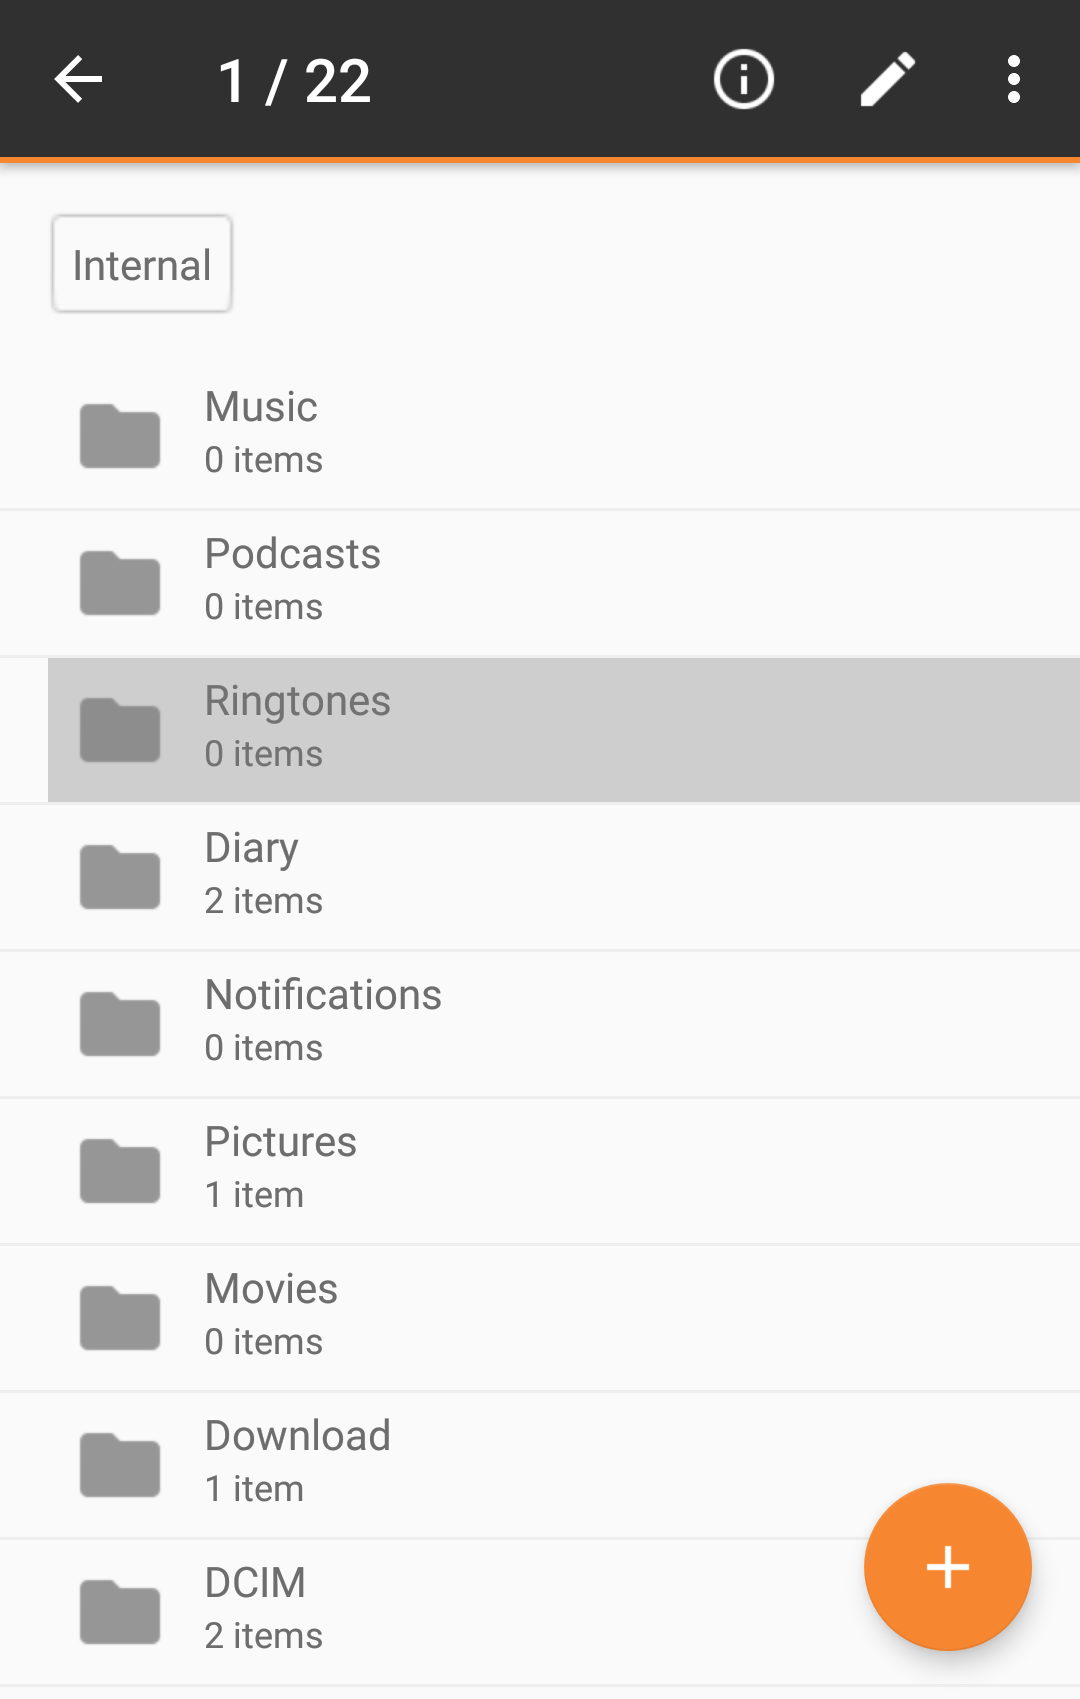 1 / 22
Internal
Music
0 items
Podcasts
0 items
Ringtones
0 items
Diary
2 items
Notifications
0 items
Pictures
1 item
Movies
0 items
Download
1 item
DCIM
2 items